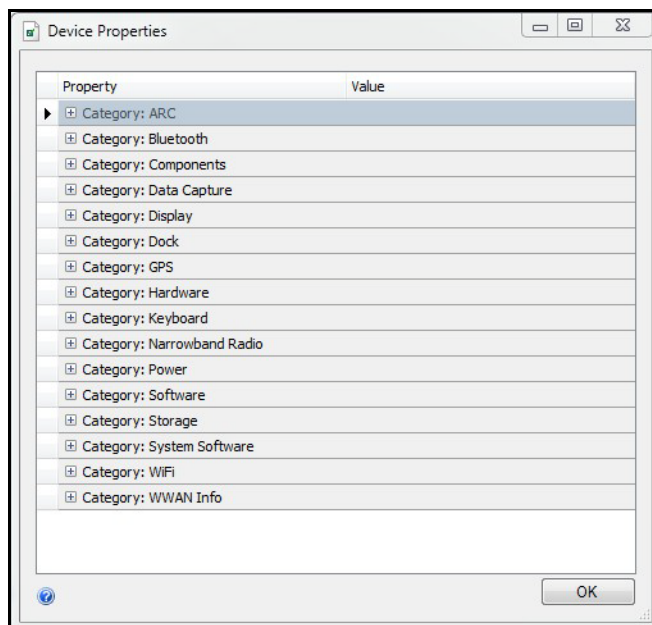 Device Properties
Property Value
Category: ARC
Category: Bluetooth
Category: Components
Category: Data Capture
Category: Display
Category: Dock
Category: GPS
Category: Hardware
Category: Keyboard
Category: Narrowband Radio
Category: Power
Category: Software
Category: Storage
Category: System Software
Category: WiFi
Category: WWAN Info
OK